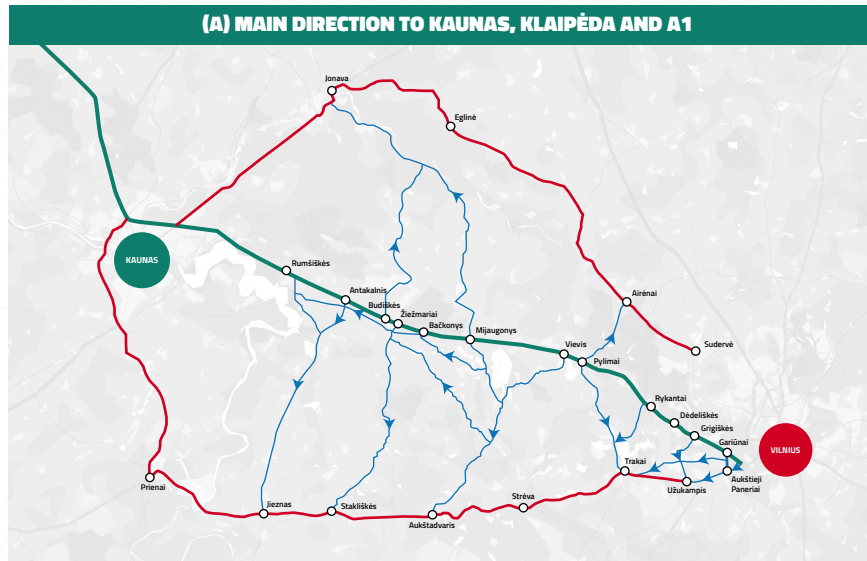 (A) MAIN DIRECTION TO KAUNAS, KLAIPĖDA AND A1
Jonava
Eglinė
KAUNAS
Rumšiškės
Antakalnis
Budiškės
Žiežmariai
Bačkonys
Mijaugonys
Airėnai
Sudervė
Vievis
Pylimai
Rykantai
Dėdeliškės
Grigiškės
Gariūnai
VILNIUS
Trakai
Užukampis
Aukštieji
Paneriai
Prienai
Jieznas
Stakliškės
Aukštadvaris
Strėva